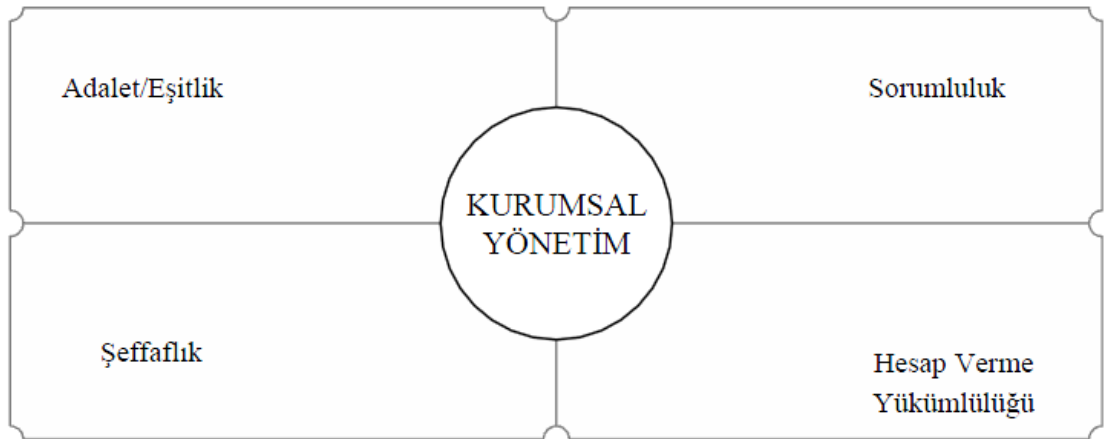 Adalet/Eşitlik
Sorumluluk
KURUMSAL
YÖNETİM
Şeffaflık
Hesap Verme
Yükümlülüğü